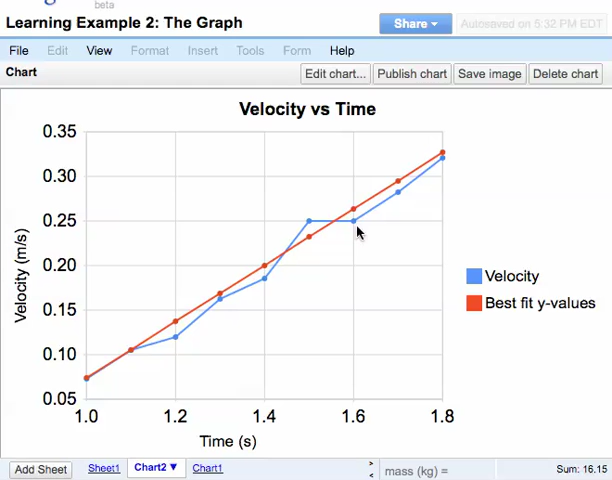 beta
Learning Example 2: The Graph
Share
Autosaved on 5:32 PM EDT
File Edit View Format Insert Tools Form Help
Chart
Edit chart... Publish chart Save image Delete chart
Velocity vs Time
0.35
0.30
0.25
0.20
0.15
0.10
0.05
Velocity (m/s)
Velocity
Best fit y-values
1.0 1.2 1.4 1.6 1.8
Time (s)
Add Sheet Sheet1 Chart2 ▼ Chart1 > < mass (kg) = Sum: 16.15